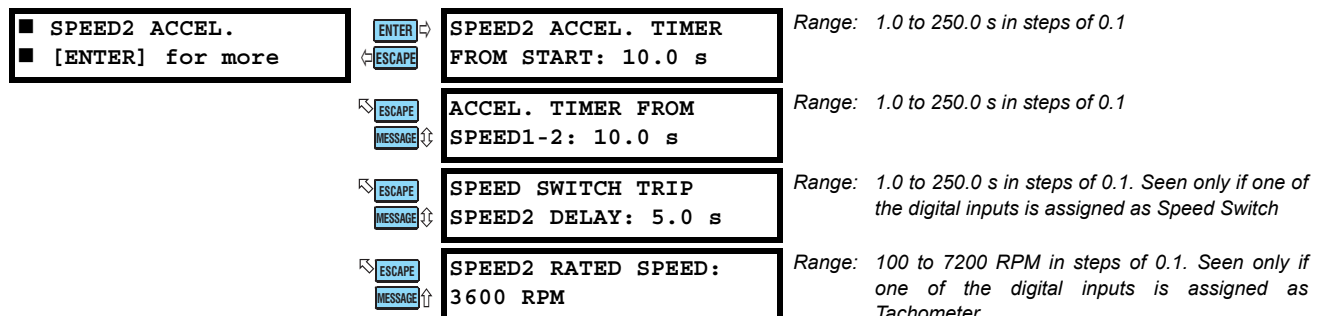 ■ SPEED2 ACCEL.
■ [ENTER] for more
ENTER
ESCAPE
SPEED2 ACCEL. TIMER
FROM START: 10.0 s
Range: 1.0 to 250.0 s in steps of 0.1
ESCAPE
MESSAGE
ACCEL. TIMER FROM
SPEED1-2: 10.0 s
Range: 1.0 to 250.0 s in steps of 0.1
ESCAPE
MESSAGE
SPEED SWITCH TRIP
SPEED2 DELAY: 5.0 s
Range: 1.0 to 250.0 s in steps of 0.1. Seen only if one of
the digital inputs is assigned as Speed Switch
ESCAPE
MESSAGE
SPEED2 RATED SPEED:
3600 RPM
Range: 100 to 7200 RPM in steps of 0.1. Seen only if
one of the digital inputs is assigned as
Tachometer